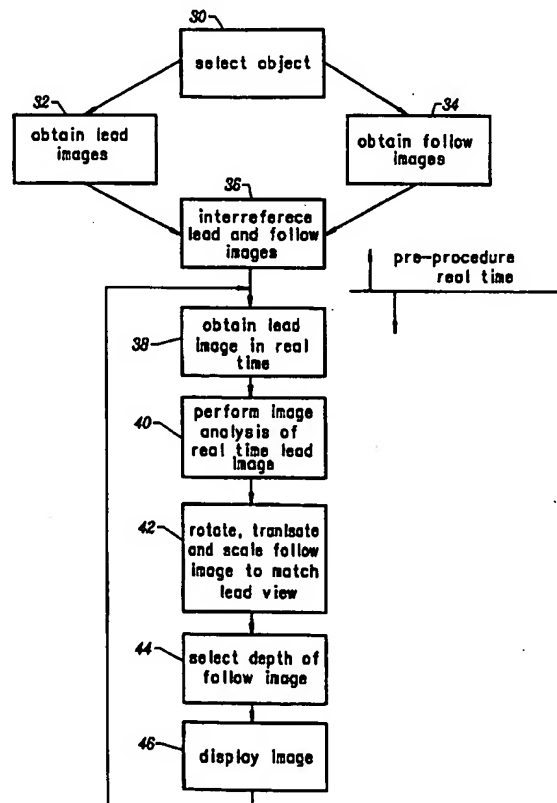 30
select object
32
obtain lead
images
34
obtain follow
images
36
interreferece
lead and follow
images
pre-procedure
real time
38
obtain lead
image in real
time
40
perform image
analysis of
real time lead
image
42
rotate, tranlsate
and scale follow
image to match
lead view
44
select depth of
follow image
46
display image